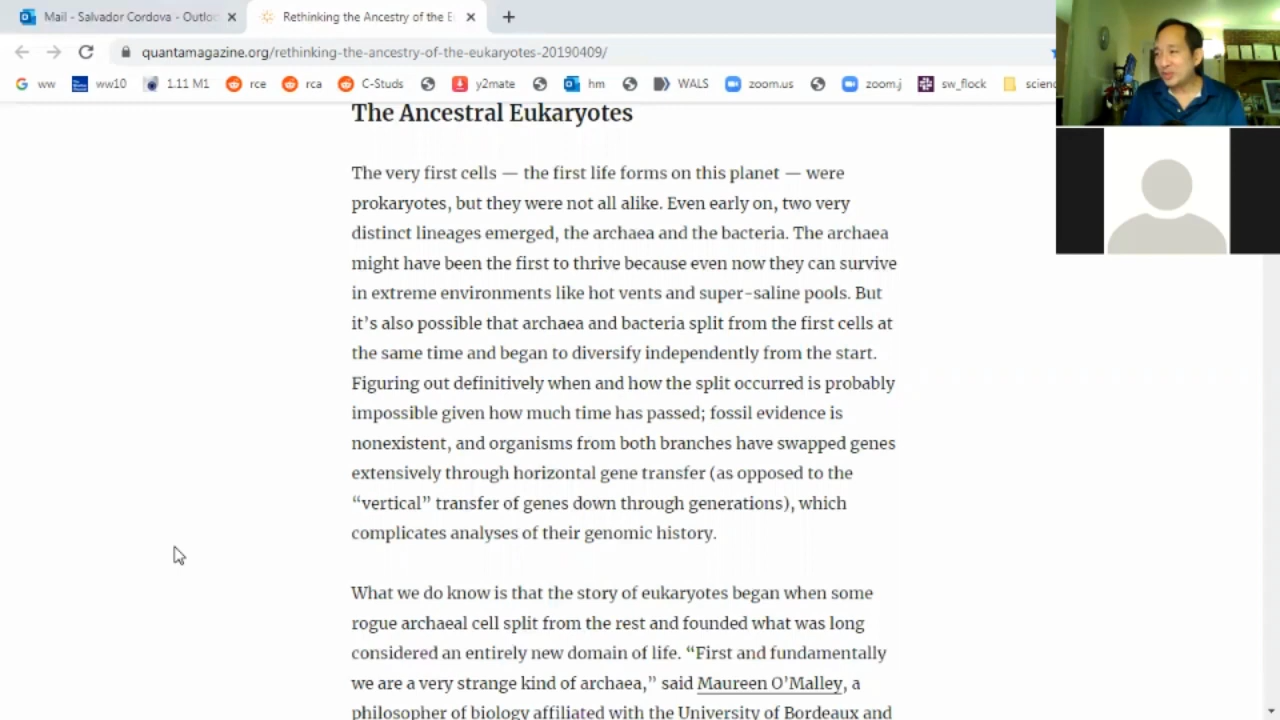 Mail - Salvador Cordova - Outlo
Rethinking the Ancestry of the E
quantamagazine.org/rethinking-the-ancestry-of-the-eukaryotes-20190409/
ww
ww10
1.11 M1
rce
rca
C-Studs
y2mate
hm
WALS
zoom.us
zoom.j
sw_flock
scienc
The Ancestral Eukaryotes
The very first cells — the first life forms on this planet — were
prokaryotes, but they were not all alike. Even early on, two very
distinct lineages emerged, the archaea and the bacteria. The archaea
might have been the first to thrive because even now they can survive
in extreme environments like hot vents and super-saline pools. But
it’s also possible that archaea and bacteria split from the first cells at
the same time and began to diversify independently from the start.
Figuring out definitively when and how the split occurred is probably
impossible given how much time has passed; fossil evidence is
nonexistent, and organisms from both branches have swapped genes
extensively through horizontal gene transfer (as opposed to the
“vertical” transfer of genes down through generations), which
complicates analyses of their genomic history.
What we do know is that the story of eukaryotes began when some
rogue archaeal cell split from the rest and founded what was long
considered an entirely new domain of life. “First and fundamentally
we are a very strange kind of archaea,” said Maureen O’Malley, a
philosopher of biology affiliated with the University of Bordeaux and